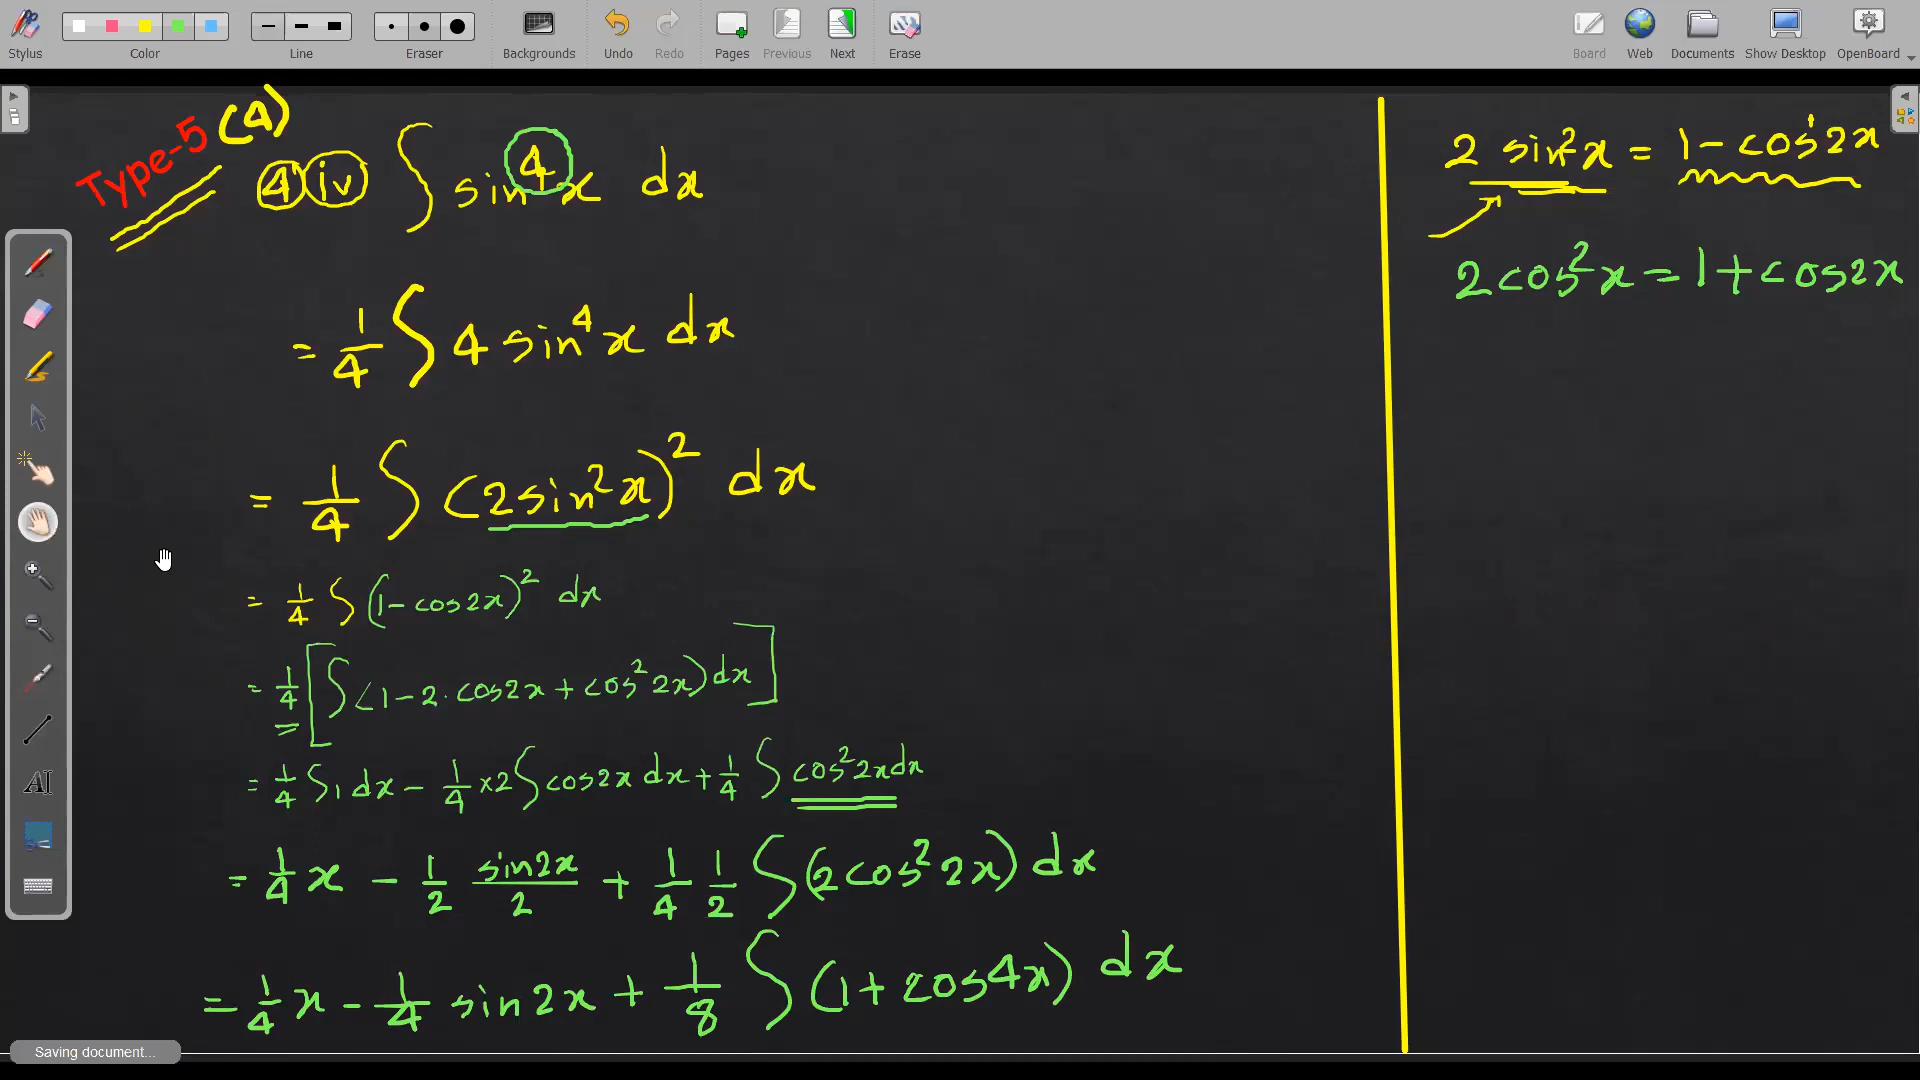 Stylus Color Line Eraser Backgrounds Undo Redo Pages Previous Next Erase Board Web Documents Show Desktop OpenBoard
Type-5 (A)
④ (iv) ∫ sin⁴x dx
= 1/4 ∫ 4 sin⁴x dx
= 1/4 ∫ (2sin²x)² dx
= 1/4 ∫ (1-cos2x)² dx
= 1/4 [∫ (1-2·cos2x + cos²2x) dx]
= 1/4 ∫ 1 dx - 1/4 ×2 ∫ cos2x dx + 1/4 ∫ cos²2x dx
= 1/4 x - 1/2 sin2x/2 + 1/4 1/2 ∫ (2cos²2x) dx
= 1/4 x - 1/4 sin2x + 1/8 ∫ (1+cos4x) dx
2 sin²x = 1-cos2x
2cos²x = 1+cos2x
AI
Saving document...